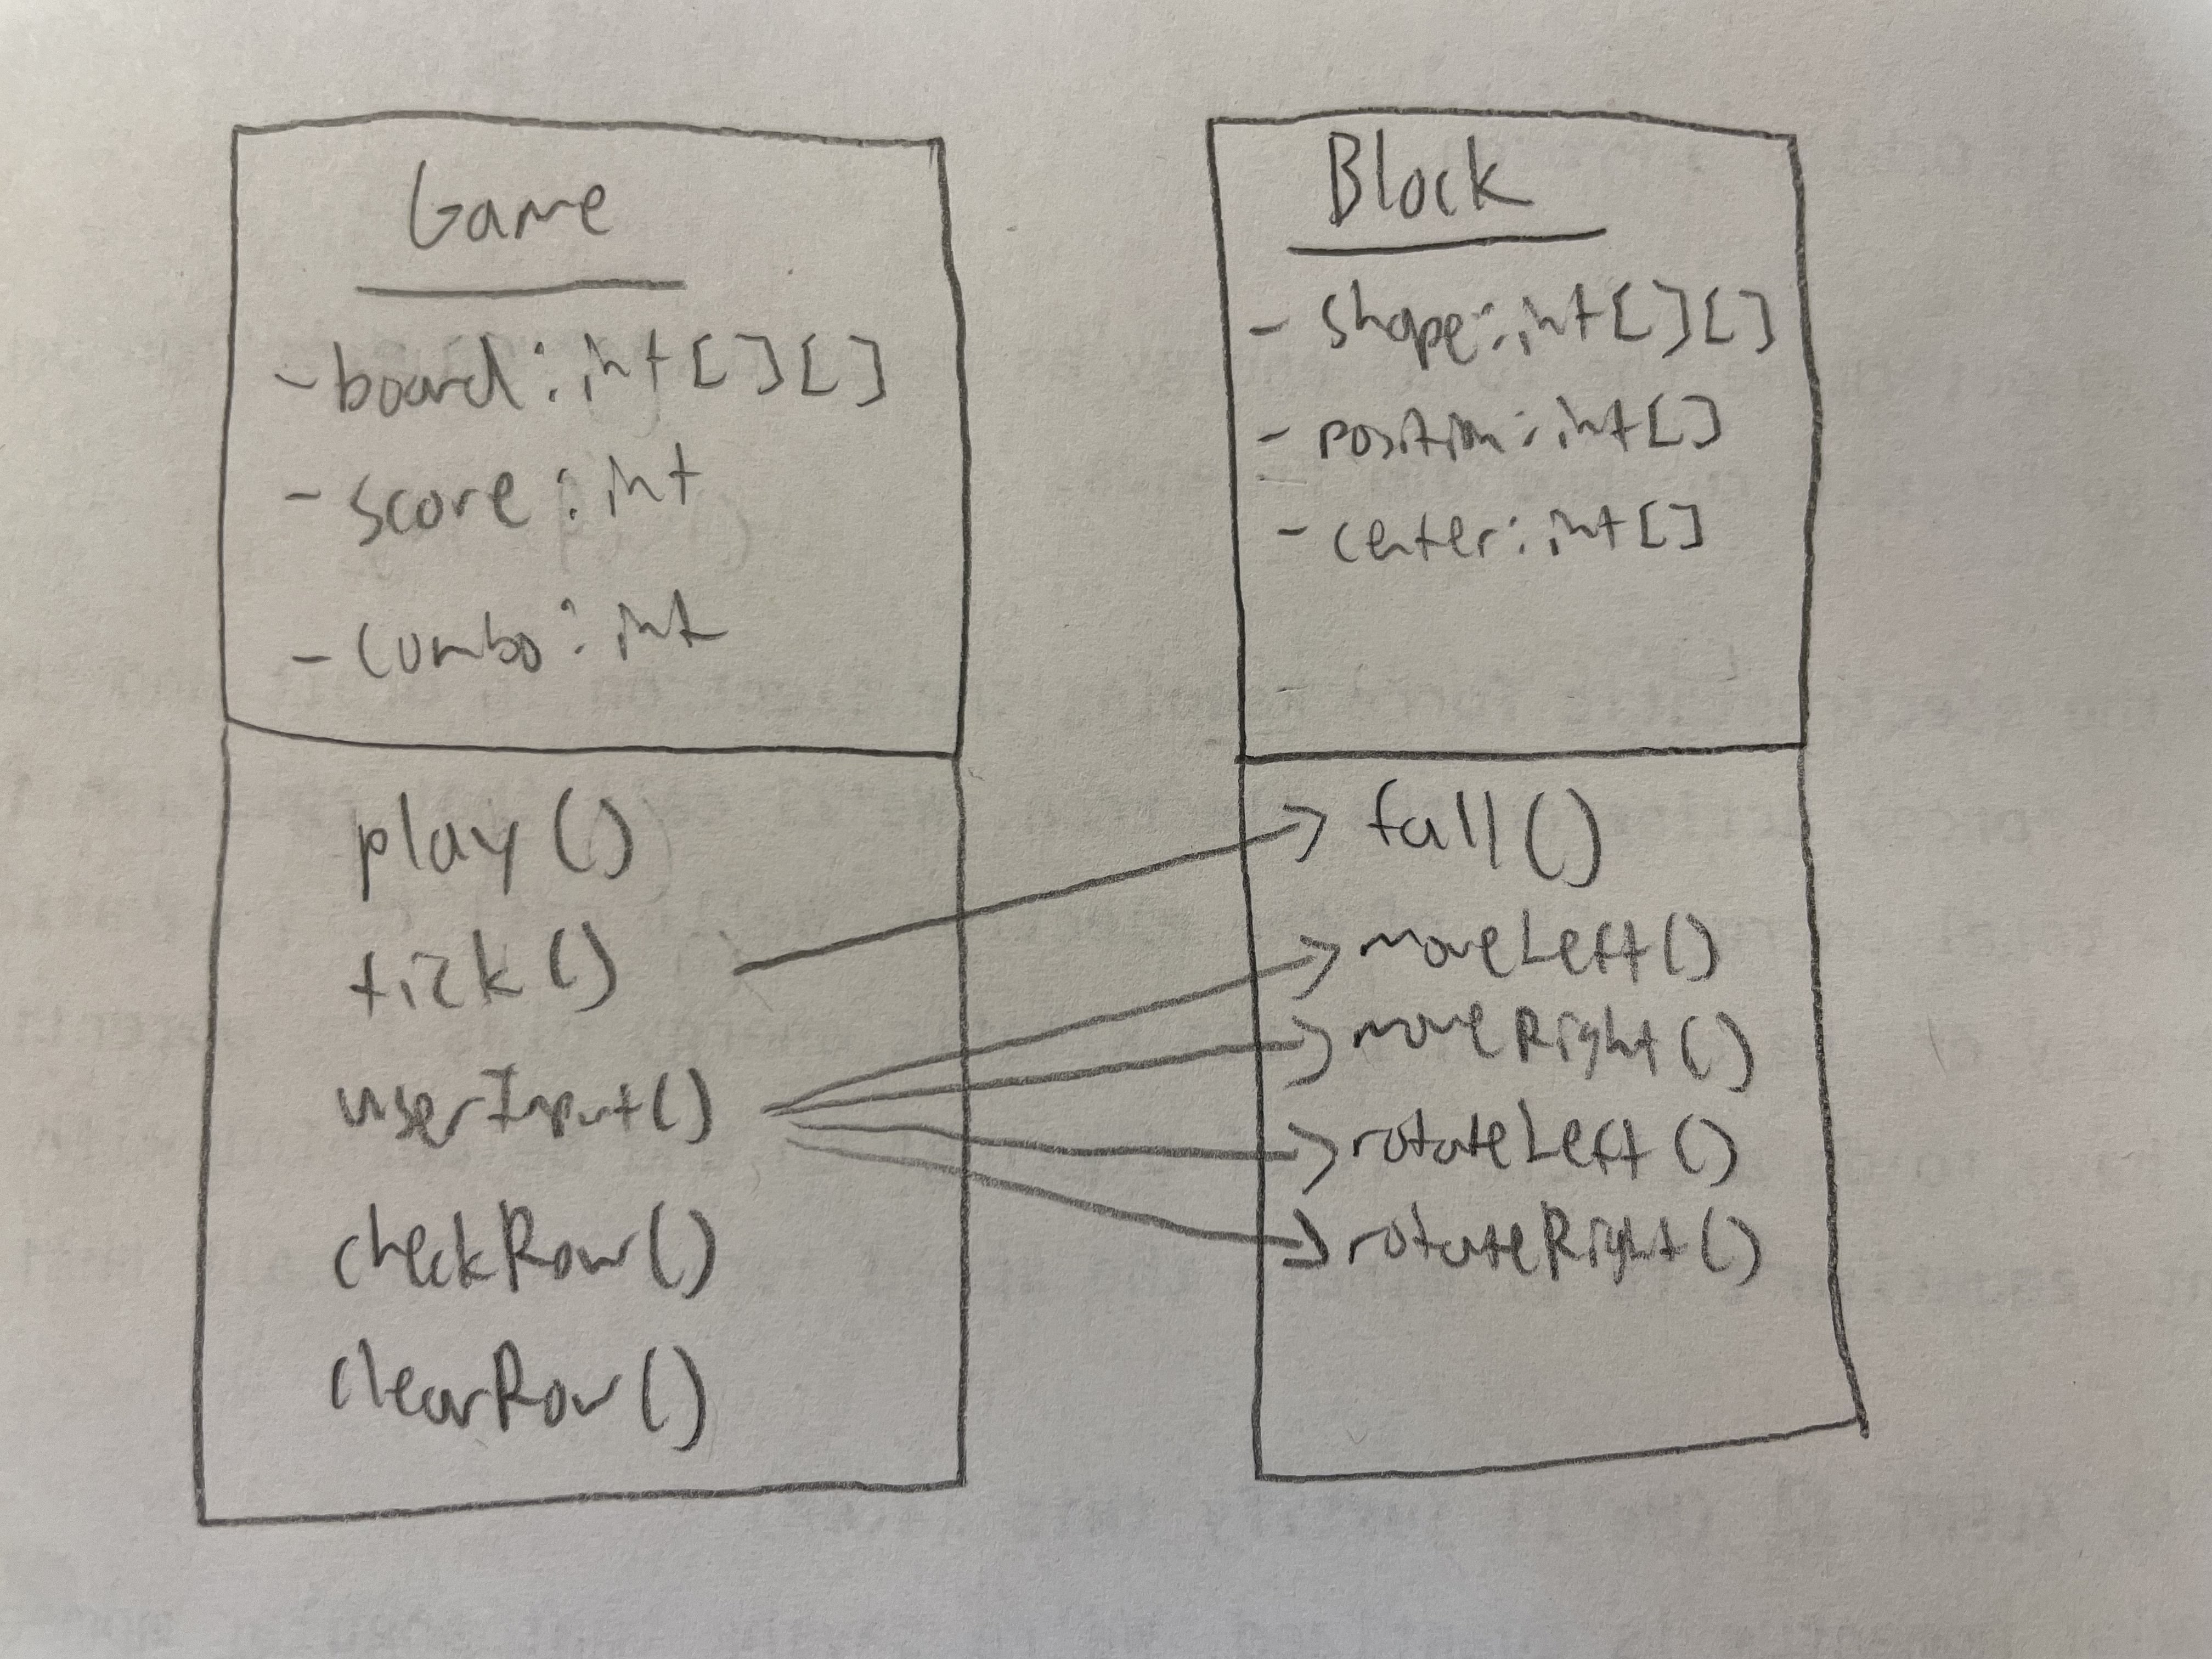 Game
- board : int[][]
- score : int
- combo : int
play()
tick()
userInput()
checkRow()
clearRow()
Block
- shape : int[][]
- position : int[]
- center : int[]
fall()
moveLeft()
moveRight()
rotateLeft()
rotateRight()